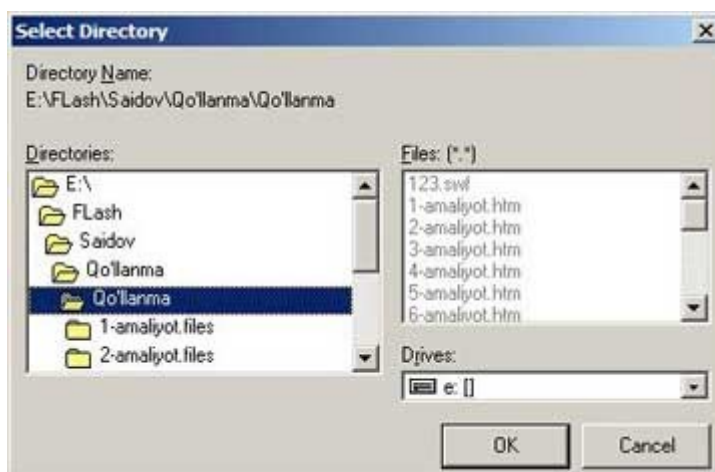 Select Directory
Directory Name:
E:\FLash\Saidov\Qo'llanma\Qo'llanma
Directories:
E:\
FLash
Saidov
Qo'llanma
Qo'llanma
1-amaliyot.files
2-amaliyot.files
Files: (*.*)
123.swf
1-amaliyot.htm
2-amaliyot.htm
3-amaliyot.htm
4-amaliyot.htm
5-amaliyot.htm
6-amaliyot.htm
Drives:
e: []
OK
Cancel